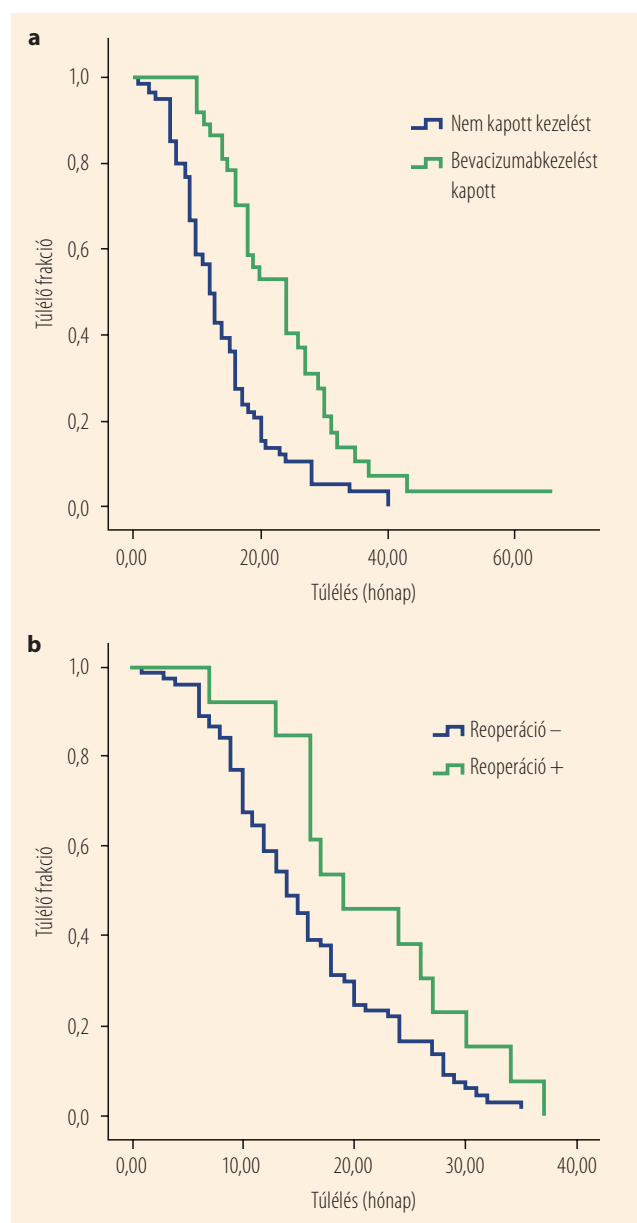 a
1,0
0,8
0,6
0,4
0,2
0,0
Túlélő frakció
Nem kapott kezelést
Bevacizumabkezelést
kapott
0,00 20,00 40,00 60,00
Túlélés (hónap)
b
1,0
0,8
0,6
0,4
0,2
0,0
Túlélő frakció
Reoperáció –
Reoperáció +
0,00 10,00 20,00 30,00 40,00
Túlélés (hónap)